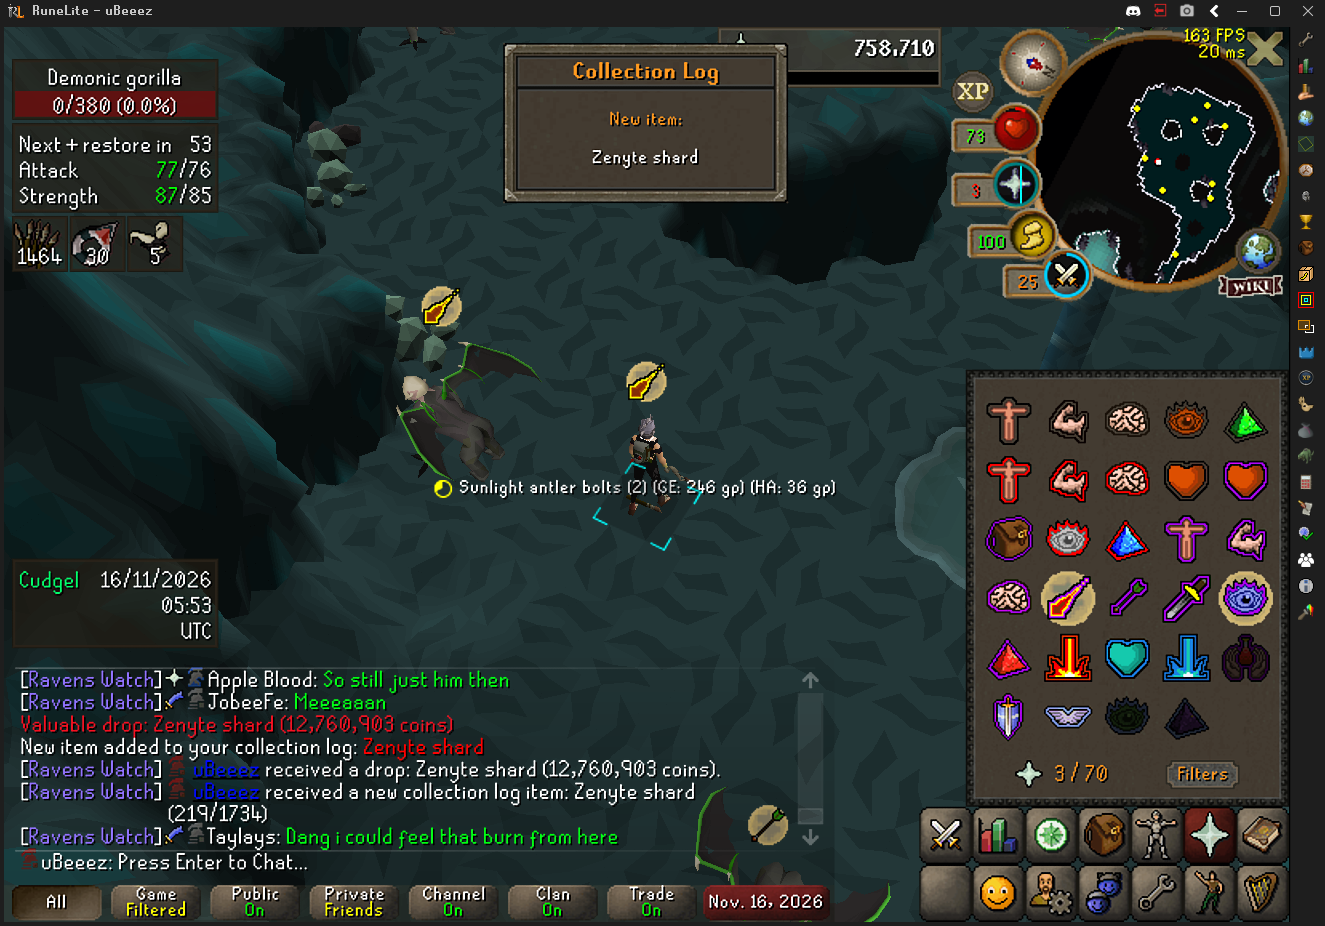 RuneLite - uBeeez
163 FPS
20 ms
758,710
Collection Log
New item:
Zenyte shard
Demonic gorilla
0/380 (0.0%)
Next + restore in 53
Attack 77/76
Strength 87/85
1464
30
5
XP
73
3
100
25
WIKI
Sunlight antler bolts (2) (GE: 246 gp) (HA: 36 gp)
Cudgel 16/11/2026
05:53
UTC
[Ravens Watch] Apple Blood: So still just him then
[Ravens Watch] JobeeFe: Meeeaaan
Valuable drop: Zenyte shard (12,760,903 coins)
New item added to your collection log: Zenyte shard
[Ravens Watch] uBeeez received a drop: Zenyte shard (12,760,903 coins).
[Ravens Watch] uBeeez received a new collection log item: Zenyte shard
(219/1734)
[Ravens Watch] Taylays: Dang i could feel that burn from here
uBeeez: Press Enter to Chat...
3 / 70
Filters
All
Game
Filtered
Public
On
Private
Friends
Channel
On
Clan
On
Trade
On
Nov. 16, 2026